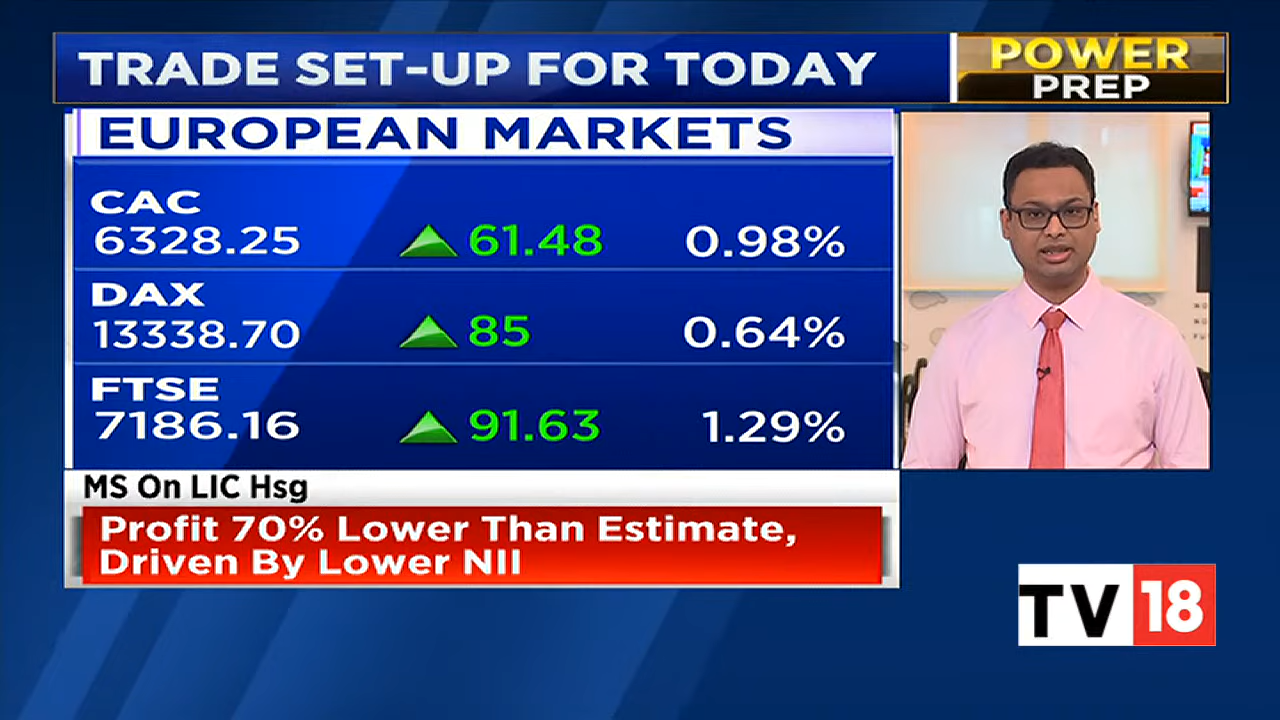 TRADE SET-UP FOR TODAY
POWER
PREP
EUROPEAN MARKETS
CAC
6328.25 61.48 0.98%
DAX
13338.70 85 0.64%
FTSE
7186.16 91.63 1.29%
MS On LIC Hsg
Profit 70% Lower Than Estimate,
Driven By Lower NII
TV18